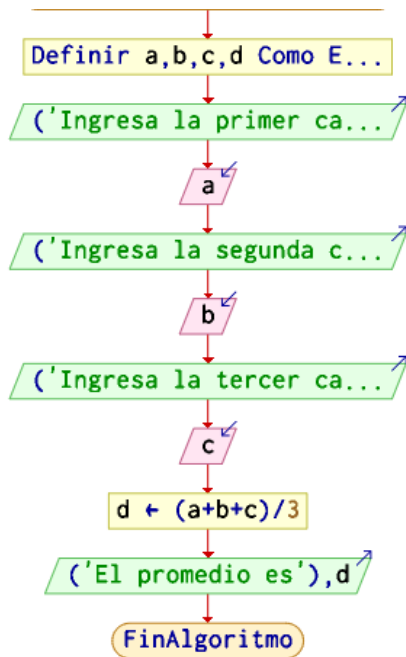 Definir a,b,c,d Como E...
('Ingresa la primer ca...
a
('Ingresa la segunda c...
b
('Ingresa la tercer ca...
c
d ← (a+b+c)/3
('El promedio es'),d
FinAlgoritmo